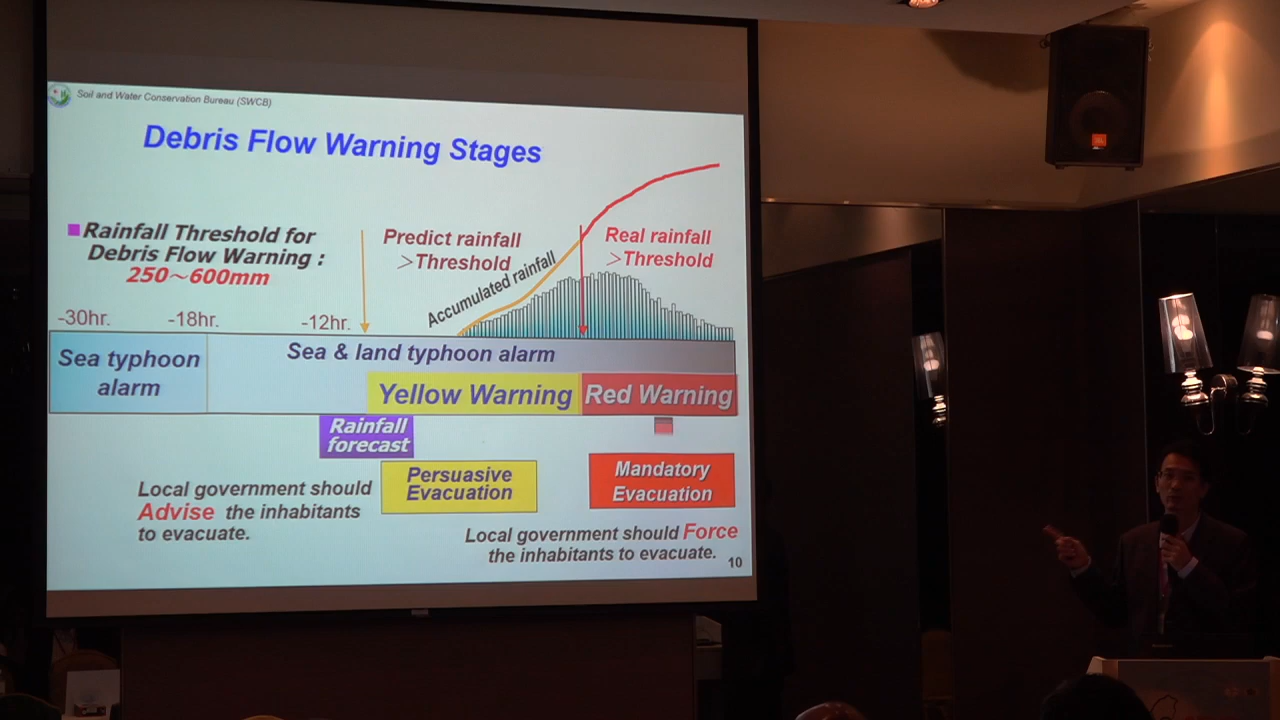 Soil and Water Conservation Bureau (SWCB)
Debris Flow Warning Stages
Rainfall Threshold for
Debris Flow Warning :
250～600mm
Predict rainfall
＞Threshold
Real rainfall
＞Threshold
Accumulated rainfall
-30hr.
-18hr.
-12hr.
Sea typhoon
alarm
Sea & land typhoon alarm
Yellow Warning
Red Warning
Rainfall
forecast
Persuasive
Evacuation
Mandatory
Evacuation
Local government should
Advise the inhabitants
to evacuate.
Local government should Force
the inhabitants to evacuate.
10